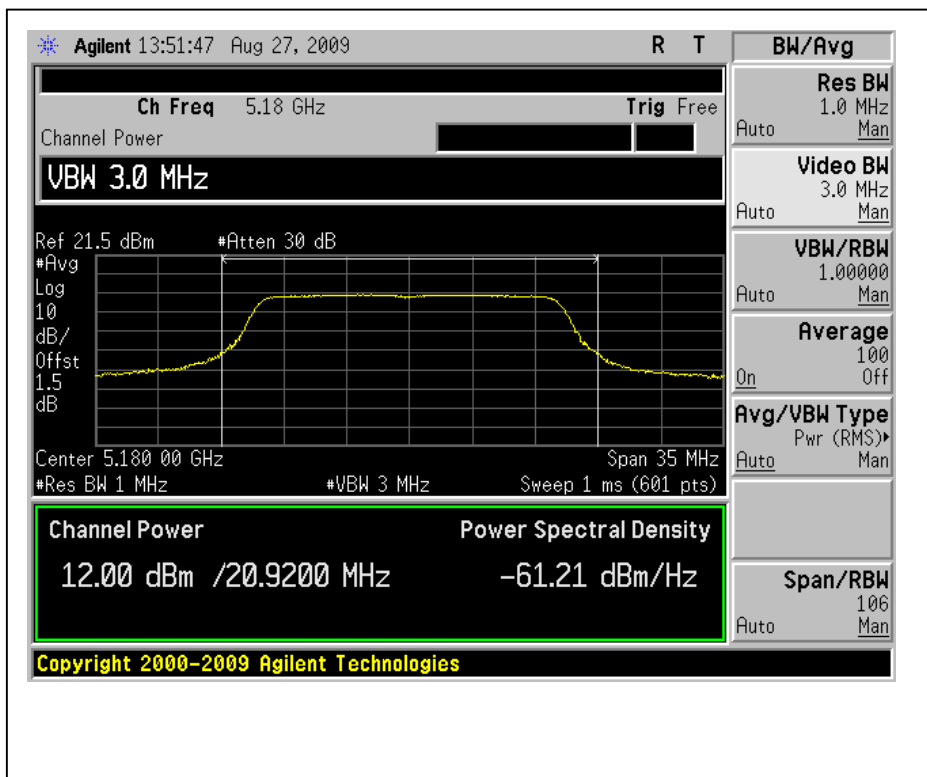 Agilent 13:51:47 Aug 27, 2009 R T
BW/Avg
Ch Freq 5.18 GHz Trig Free
Channel Power
VBW 3.0 MHz
Ref 21.5 dBm #Atten 30 dB
#Avg
Log
10
dB/
Offst
1.5
dB
Center 5.180 00 GHz Span 35 MHz
#Res BW 1 MHz #VBW 3 MHz Sweep 1 ms (601 pts)
Channel Power Power Spectral Density
12.00 dBm /20.9200 MHz -61.21 dBm/Hz
Copyright 2000-2009 Agilent Technologies
Res BW
1.0 MHz
Auto Man
Video BW
3.0 MHz
Auto Man
VBW/RBW
1.00000
Auto Man
Average
100
On Off
Avg/VBW Type
Pwr (RMS)▸
Auto Man
Span/RBW
106
Auto Man